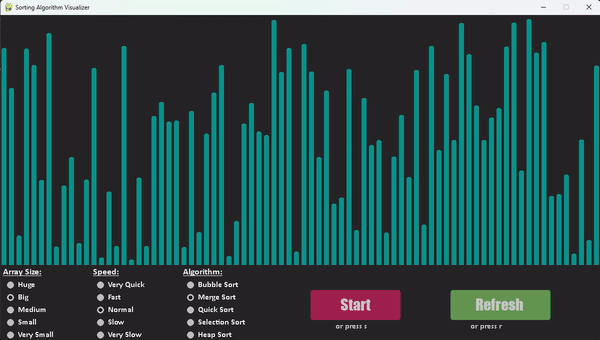 Sorting Algorithm Visualizer
Array Size:
Huge
Big
Medium
Small
Very Small
Speed:
Very Quick
Fast
Normal
Slow
Very Slow
Algorithm:
Bubble Sort
Merge Sort
Quick Sort
Selection Sort
Heap Sort
Start
or press s
Refresh
or press r